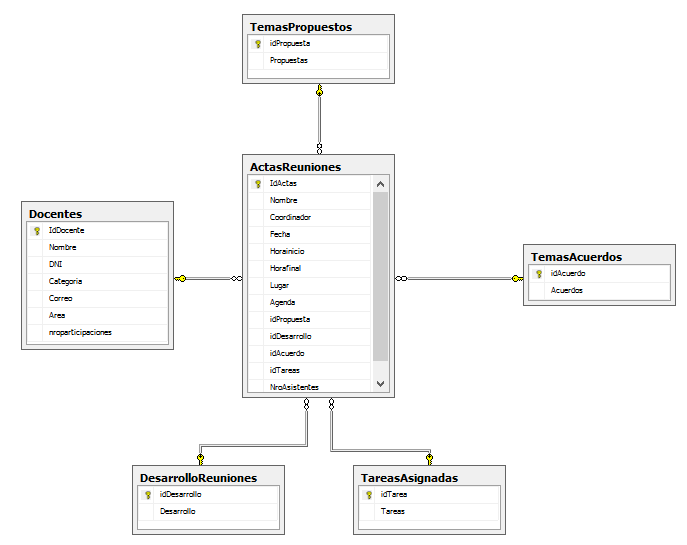 TemasPropuestos
idPropuesta
Propuestas
ActasReuniones
IdActas
Nombre
Coordinador
Fecha
Horainicio
Horafinal
Lugar
Agenda
idPropuesta
idDesarrollo
idAcuerdo
idTareas
NroAsistentes
Docentes
IdDocente
Nombre
DNI
Categoria
Correo
Area
nroparticipaciones
TemasAcuerdos
idAcuerdo
Acuerdos
DesarrolloReuniones
idDesarrollo
Desarrollo
TareasAsignadas
idTarea
Tareas